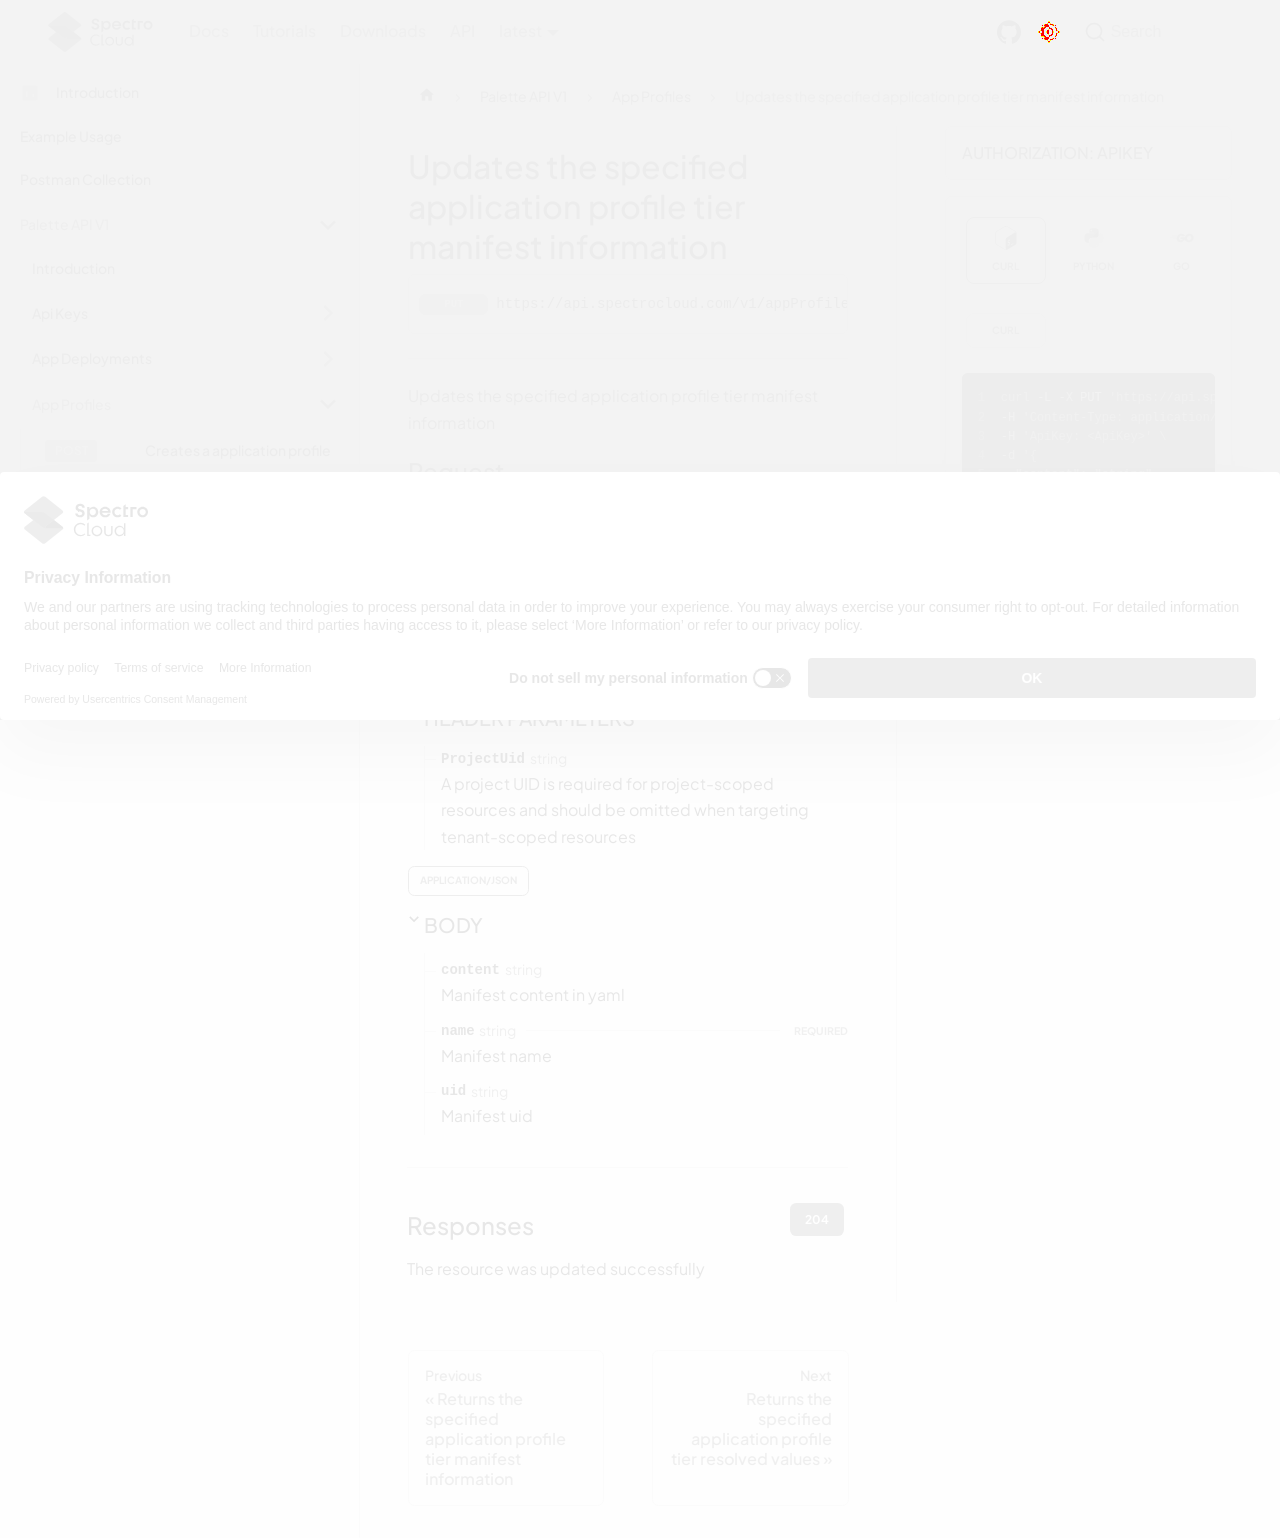 Spectro
Cloud
Docs Tutorials Downloads API latest
Search
Introduction
Example Usage
Postman Collection
Palette API V1
Introduction
Api Keys
App Deployments
App Profiles
Creates a application profile
Palette API V1 App Profiles Updates the specified application profile tier manifest information
Updates the specified
application profile tier
manifest information
https://api.spectrocloud.com/v1/appProfile
Updates the specified application profile tier manifest
information
Request
AUTHORIZATION: APIKEY
CURL PYTHON GO
CURL
Spectro
Cloud
Privacy Information
We and our partners are using tracking technologies to process personal data in order to improve your experience. You may always exercise your consumer right to opt-out. For detailed information
about personal information we collect and third parties having access to it, please select 'More Information' or refer to our privacy policy.
Privacy policy Terms of service More Information
Powered by Usercentrics Consent Management
Do not sell my personal information
OK
HEADER PARAMETERS
ProjectUid string
A project UID is required for project-scoped
resources and should be omitted when targeting
tenant-scoped resources
APPLICATION/JSON
BODY
content string
Manifest content in yaml
name string REQUIRED
Manifest name
uid string
Manifest uid
Responses
204
The resource was updated successfully
Previous
« Returns the
specified
application profile
tier manifest
information
Next
Returns the
specified
application profile
tier resolved values »